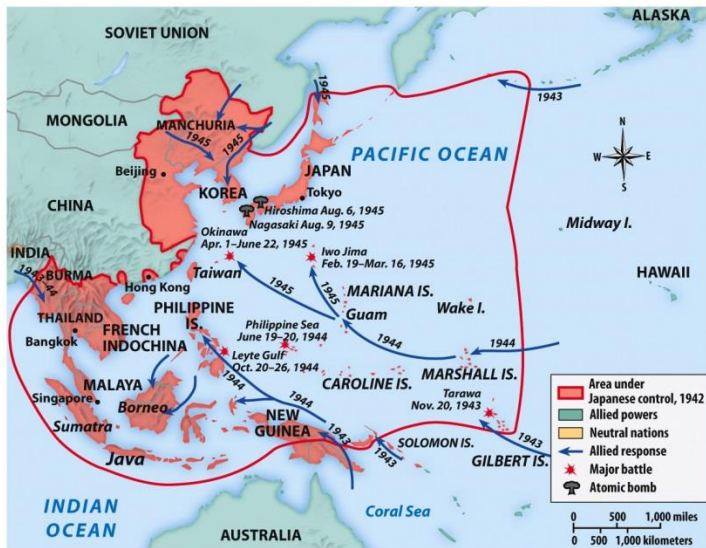 ALASKA
SOVIET UNION
1945
1943
MONGOLIA
MANCHURIA
1945
1945
PACIFIC OCEAN
N
W E
S
Beijing
JAPAN
KOREA
Tokyo
Hiroshima Aug. 6, 1945
Nagasaki Aug. 9, 1945
CHINA
Okinawa
Apr. 1–June 22, 1945
Iwo Jima
Feb. 19–Mar. 16, 1945
Midway I.
INDIA
1943–44
BURMA
Taiwan
Hong Kong
HAWAII
1945
1945
MARIANA IS.
Guam
Wake I.
THAILAND
PHILIPPINE
IS.
FRENCH
INDOCHINA
Bangkok
Philippine Sea
June 19–20, 1944
1944
1944
Leyte Gulf
Oct. 20–26, 1944
MARSHALL IS.
CAROLINE IS.
MALAYA
Singapore
Borneo
1944
1944
Tarawa
Nov. 20, 1943
Sumatra
NEW
GUINEA
1943
1943
SOLOMON IS.
1943
GILBERT IS.
Java
INDIAN
OCEAN
Coral Sea
AUSTRALIA
Area under
Japanese control, 1942
Allied powers
Neutral nations
Allied response
Major battle
Atomic bomb
0 500 1,000 miles
0 500 1,000 kilometers